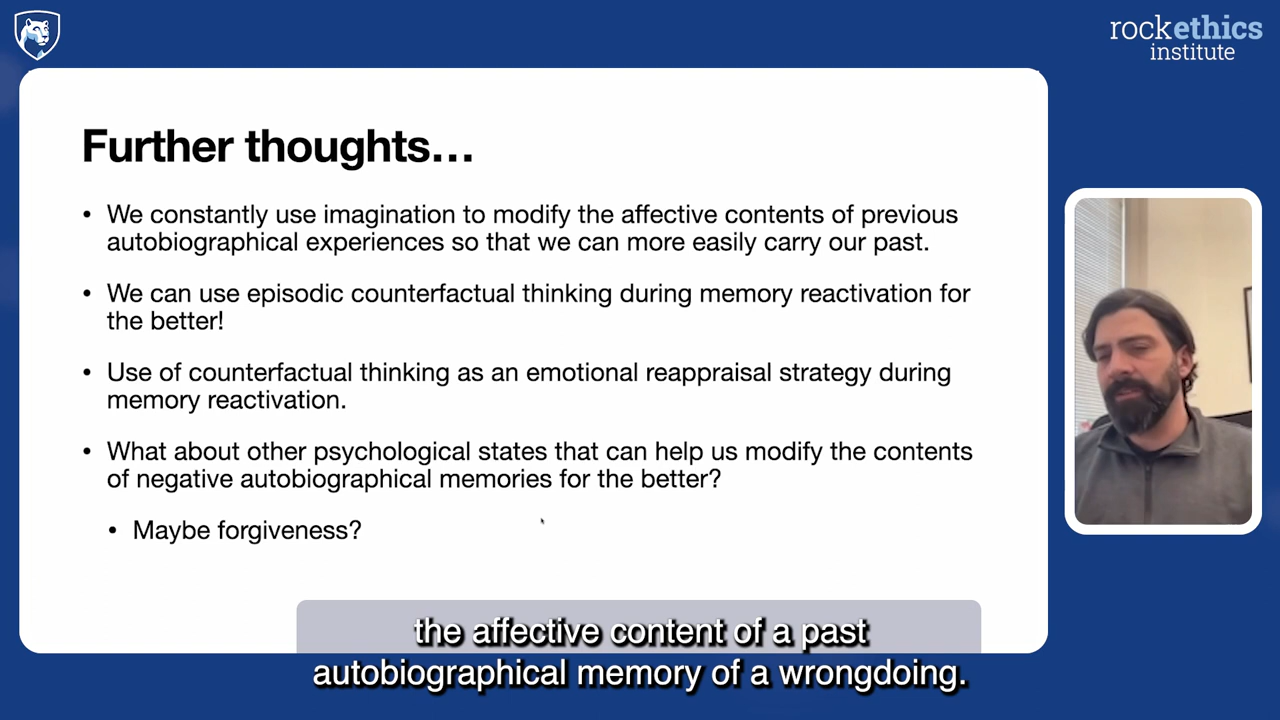 rockethics
institute
Further thoughts…
• We constantly use imagination to modify the affective contents of previous
autobiographical experiences so that we can more easily carry our past.
• We can use episodic counterfactual thinking during memory reactivation for
the better!
• Use of counterfactual thinking as an emotional reappraisal strategy during
memory reactivation.
• What about other psychological states that can help us modify the contents
of negative autobiographical memories for the better?
• Maybe forgiveness?
the affective content of a past
autobiographical memory of a wrongdoing.